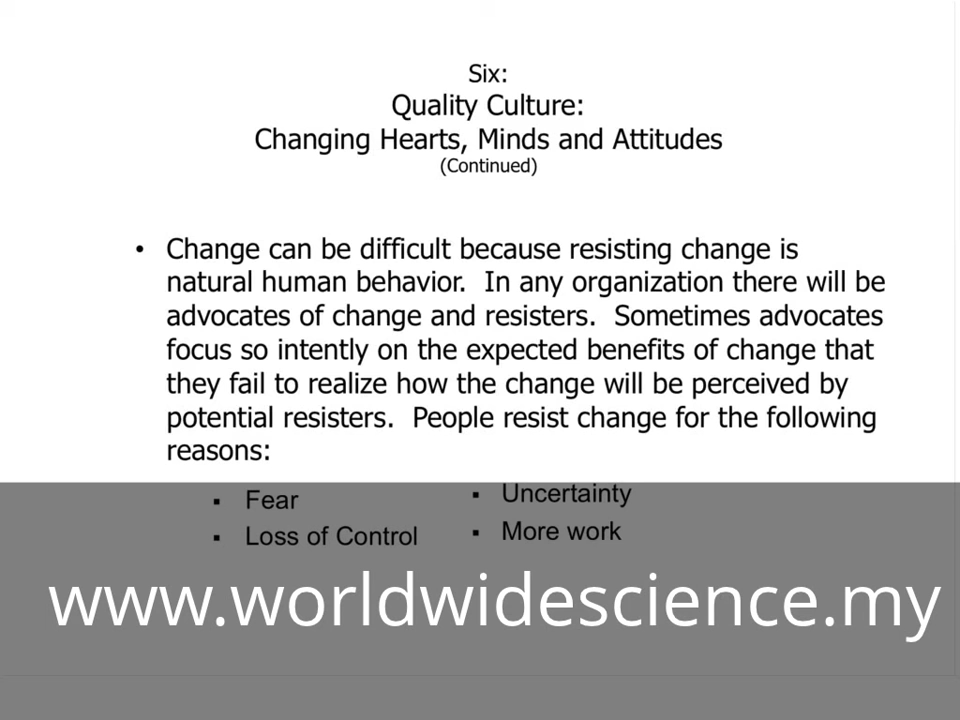 Six:
Quality Culture:
Changing Hearts, Minds and Attitudes
(Continued)
• Change can be difficult because resisting change is
natural human behavior. In any organization there will be
advocates of change and resisters. Sometimes advocates
focus so intently on the expected benefits of change that
they fail to realize how the change will be perceived by
potential resisters. People resist change for the following
reasons:
▪ Fear
▪ Loss of Control
▪ Uncertainty
▪ More work
www.worldwidescience.my